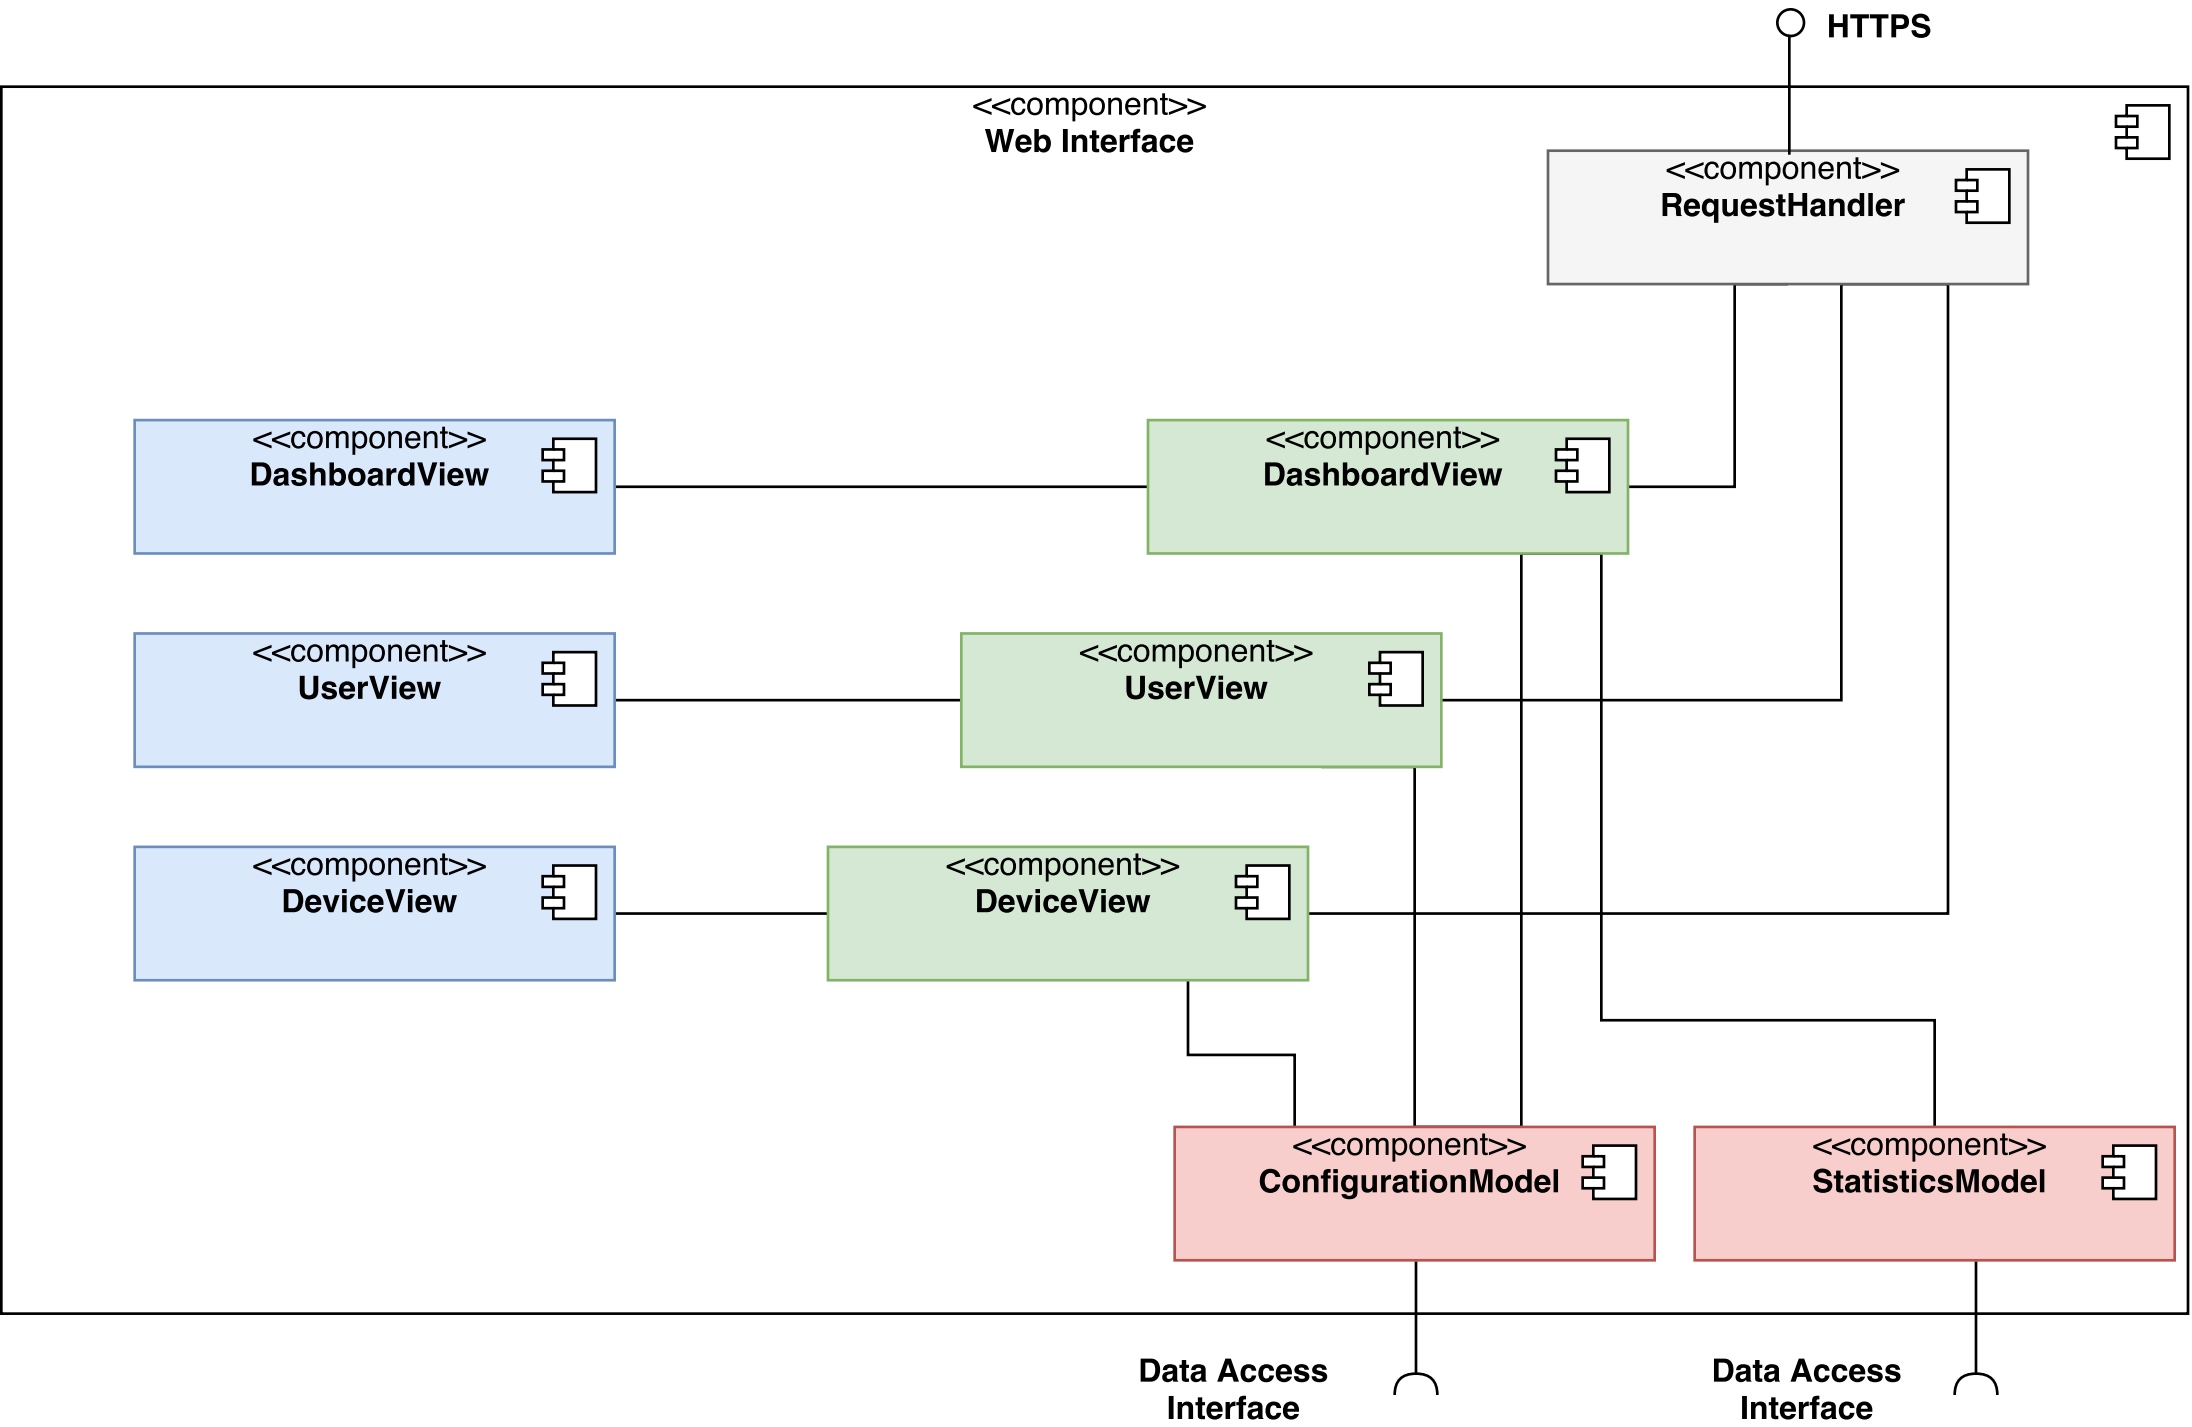 HTTPS
<<component>>
Web Interface
<<component>>
RequestHandler
<<component>>
DashboardView
<<component>>
DashboardView
<<component>>
UserView
<<component>>
UserView
<<component>>
DeviceView
<<component>>
DeviceView
<<component>>
ConfigurationModel
<<component>>
StatisticsModel
Data Access
Interface
Data Access
Interface